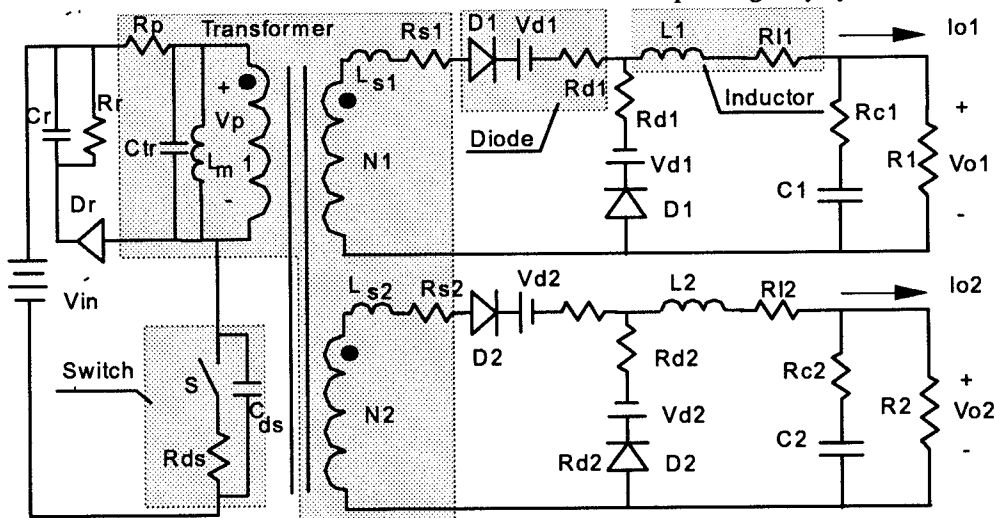 Rp
Transformer
Rs1
D1
Vd1
L1
Rl1
Io1
Cr
Rr
Ctr
+
Vp
-
Lm
1
Ls1
N1
Rd1
Diode
Rd1
Vd1
D1
Inductor
Rc1
C1
R1
+
Vo1
-
Dr
Vin
Ls2
Rs2
D2
Vd2
L2
Rl2
Io2
Switch
S
Cds
Rds
N2
Rd2
Vd2
Rd2
D2
Rc2
C2
R2
+
Vo2
-